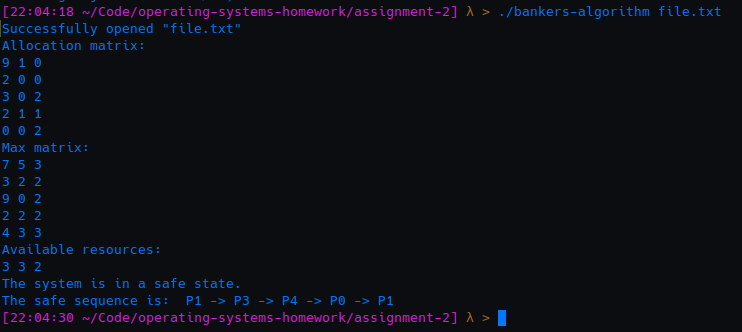 [22:04:18 ~/Code/operating-systems-homework/assignment-2] λ > ./bankers-algorithm file.txt
Successfully opened "file.txt"
Allocation matrix:
9 1 0
2 0 0
3 0 2
2 1 1
0 0 2
Max matrix:
7 5 3
3 2 2
9 0 2
2 2 2
4 3 3
Available resources:
3 3 2
The system is in a safe state.
The safe sequence is:  P1 -> P3 -> P4 -> P0 -> P1
[22:04:30 ~/Code/operating-systems-homework/assignment-2] λ >